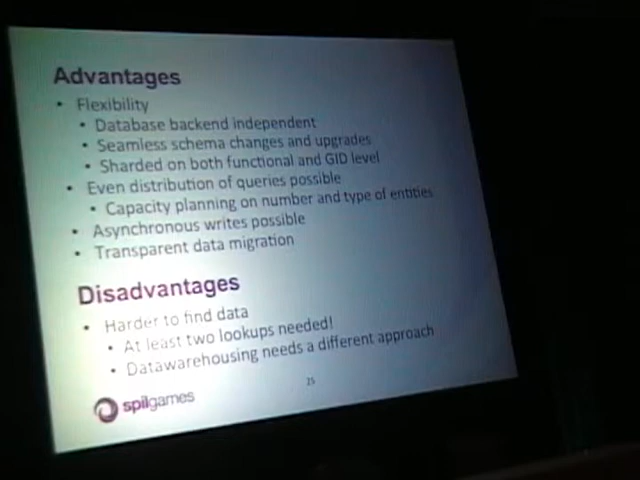 Advantages
• Flexibility
• Database backend independent
• Seamless schema changes and upgrades
• Sharded on both functional and GID level
• Even distribution of queries possible
• Capacity planning on number and type of entities
• Asynchronous writes possible
• Transparent data migration
Disadvantages
• Harder to find data
• At least two lookups needed!
• Datawarehousing needs a different approach
spilgames
25